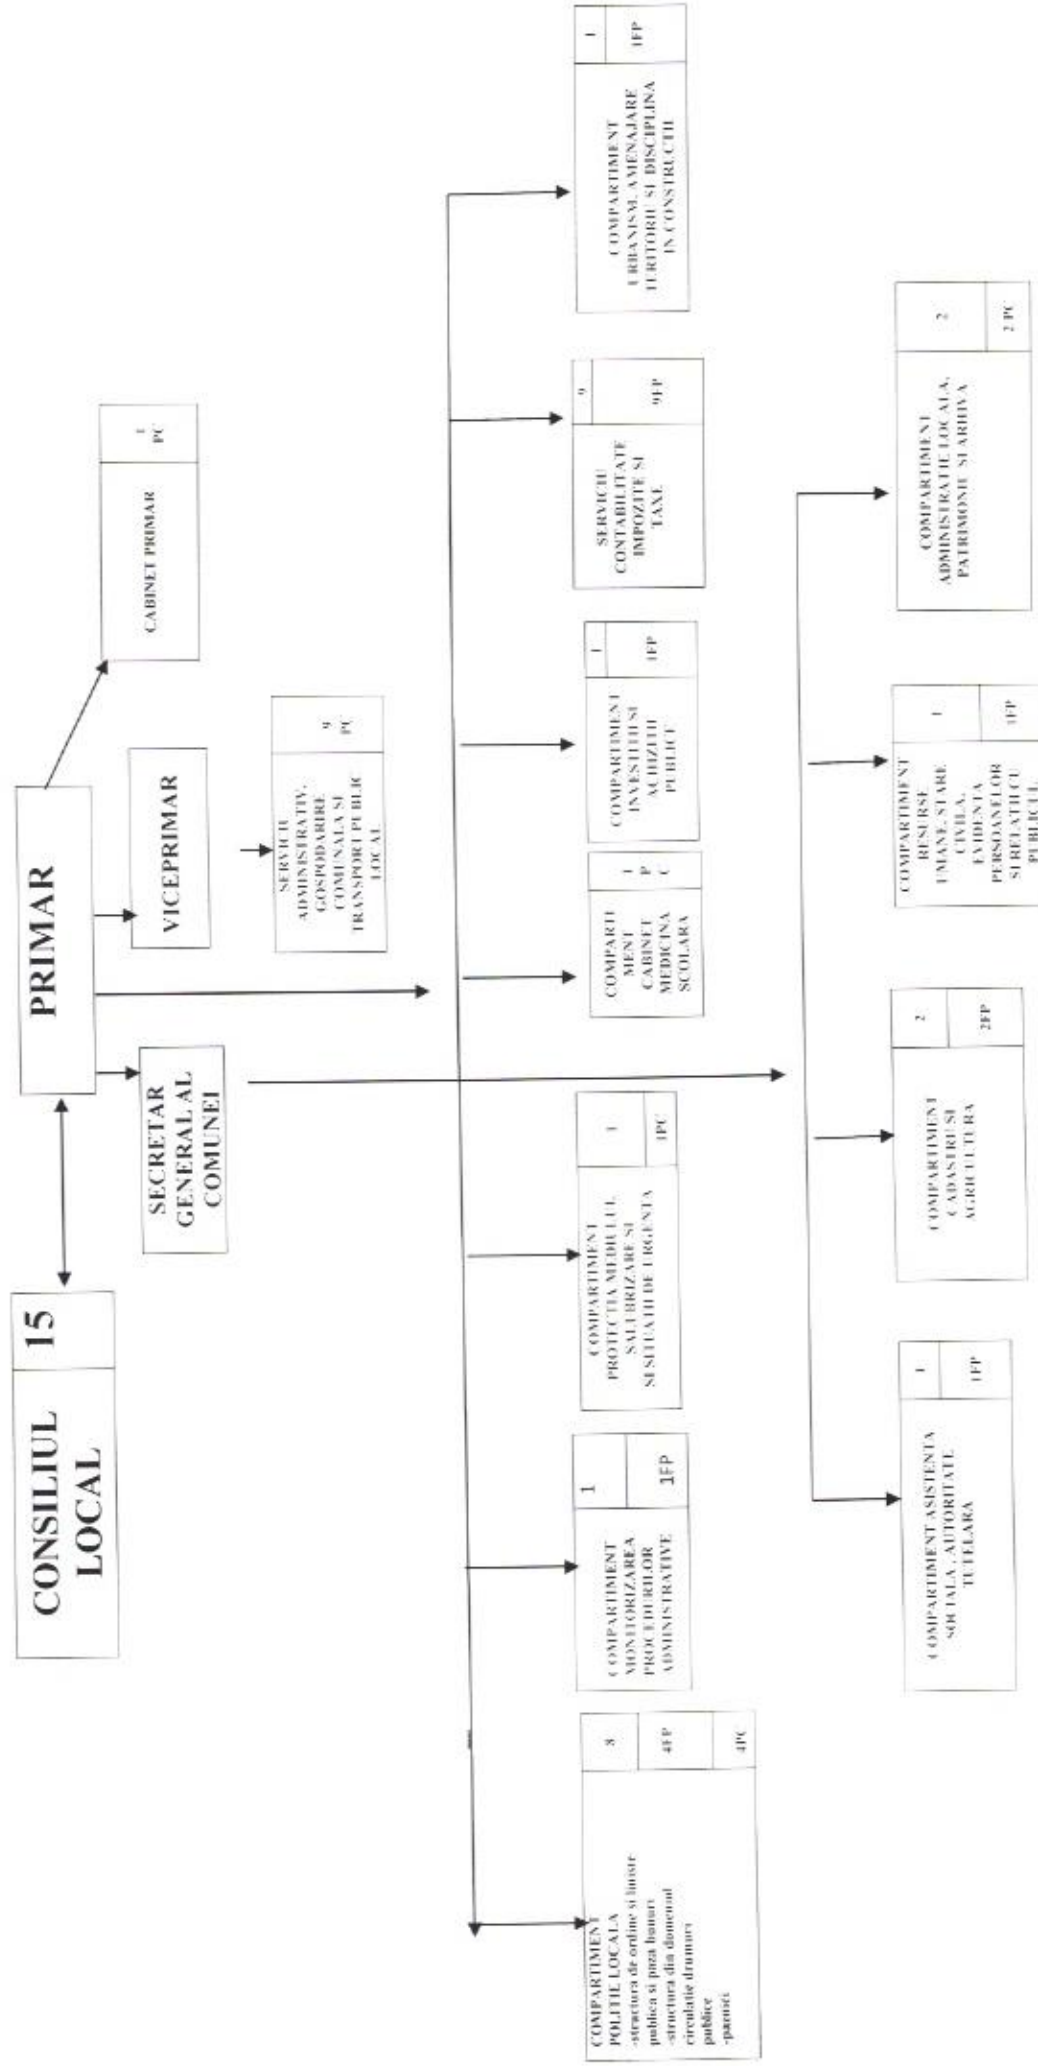 CONSILIUL
LOCAL
15
PRIMAR
CABINET PRIMAR
1
PC
SECRETAR
GENERAL AL
COMUNEI
VICEPRIMAR
SERVICIU
ADMINISTRATIV,
GOSPODARIRE
COMUNALA SI
TRANSPORT PUBLIC
LOCAL
9
PC
COMPARTIMENT
POLITIE LOCALA
-structura de ordine si liniste
publica si paza bunuri
-structura din domeniul
circulatie drumuri
publice
-paznici
8
4FP
4PC
COMPARTIMENT
MONITORIZAREA
PROCEDURILOR
ADMINISTRATIVE
1
1FP
COMPARTIMENT
PROTECTIA MEDIULUI,
SALUBRIZARE SI
SI SITUATII DE URGENTA
1
1PC
COMPARTI
MENT
CABINET
MEDICINA
SCOLARA
1
P
C
COMPARTIMENT
INVESTITII SI
ACHIZITII
PUBLICE
1
1FP
SERVICIU
CONTABILITATE
IMPOZITE SI
TAXE
9
9FP
COMPARTIMENT
URBANISM, AMENAJARE
TERITORIU SI DISCIPLINA
IN CONSTRUCTII
1
1FP
COMPARTIMENT ASISTENTA
SOCIALA , AUTORITATE
TUTELARA
1
1FP
COMPARTIMENT
CADASTRU SI
AGRICULTURA
2
2FP
COMPARTIMENT
RESURSE
UMANE, STARE
CIVILA,
EVIDENTA
PERSOANELOR
SI RELATII CU
PUBLICUL
1
1FP
COMPARTIMENT
ADMINISTRATIE LOCALA,
PATRIMONIU SI ARHIVA
2
2 PC